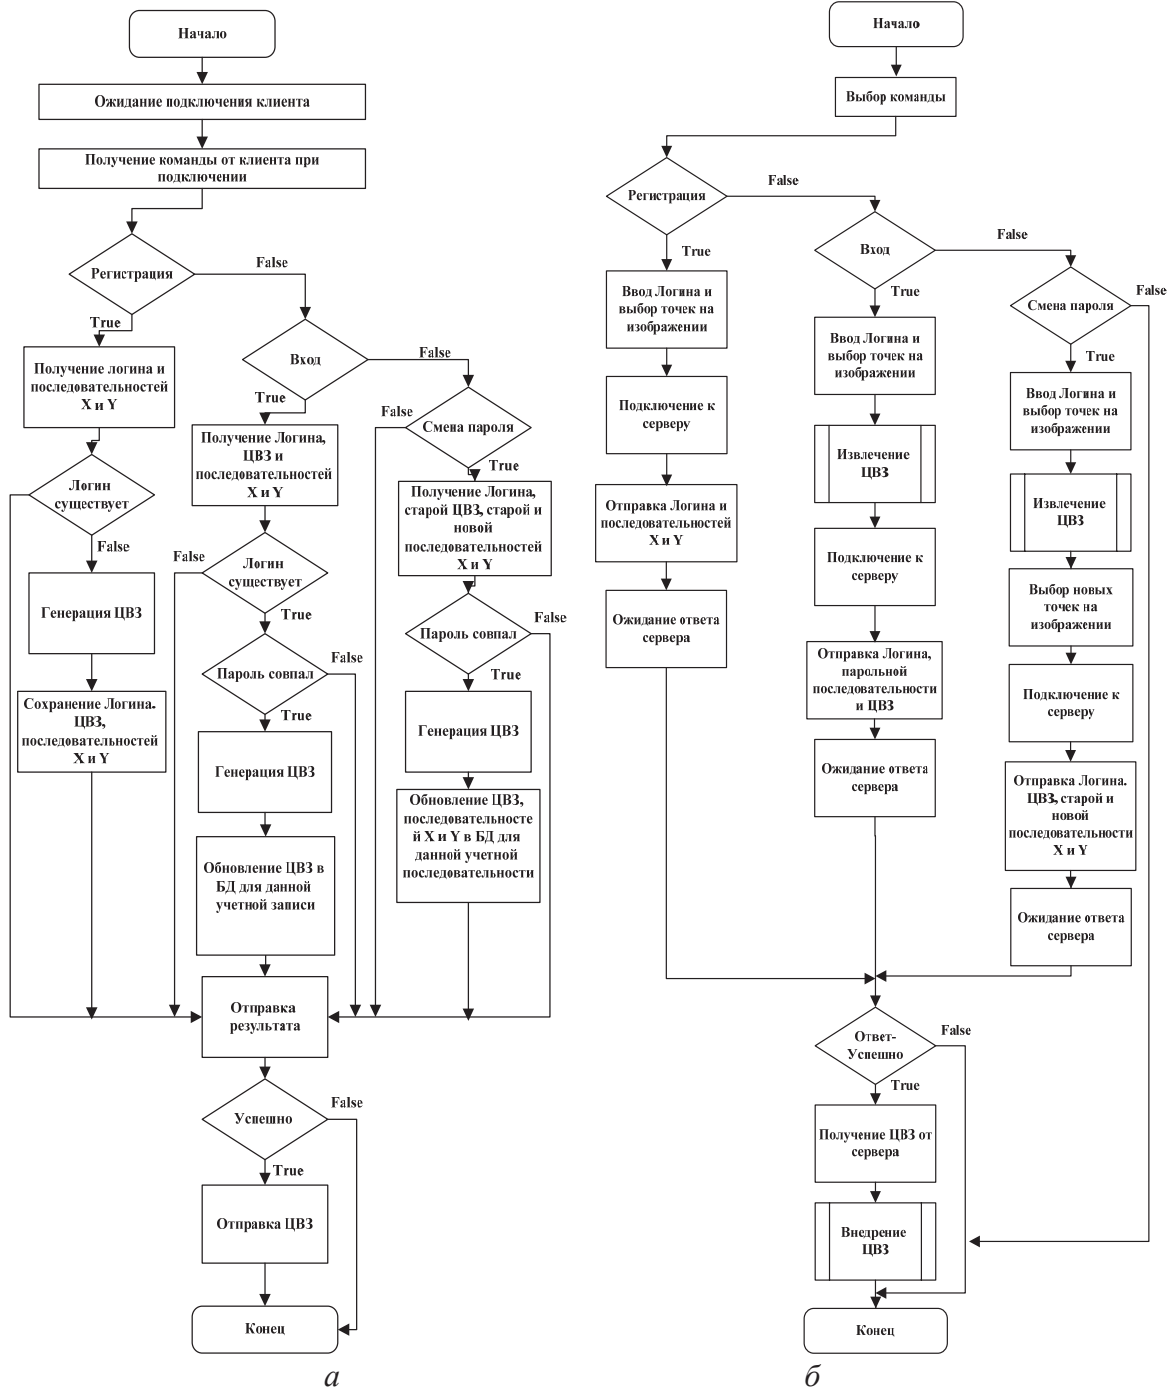 Начало
Ожидание подключения клиента
Получение команды от клиента при
подключении
Регистрация
False
True
Получение логина и
последовательностей
X и Y
Логин
существует
False
Генерация ЦВЗ
Сохранение Логина.
ЦВЗ,
последовательностей
X и Y
Вход
False
True
Получение Логина,
ЦВЗ и
последовательностей
X и Y
False
Логин
существует
True
Пароль совпал
False
True
Генерация ЦВЗ
Обновление ЦВЗ в
БД для данной
учетной записи
False
Смена пароля
True
Получение Логина,
старой ЦВЗ, старой и
новой
последовательностей
X и Y
Пароль совпал
False
True
Генерация ЦВЗ
Обновление ЦВЗ,
последовательносте
й X и Y в БД для
данной учетной
последовательности
Отправка
результата
Успешно
False
True
Отправка ЦВЗ
Конец
а
Начало
Выбор команды
Регистрация
False
True
Ввод Логина и
выбор точек на
изображении
Подключение к
серверу
Отправка Логина и
последовательностей
X и Y
Ожидание ответа
сервера
Вход
False
True
Ввод Логина и
выбор точек на
изображении
Извлечение
ЦВЗ
Подключение к
серверу
Отправка Логина,
парольной
последовательности
и ЦВЗ
Ожидание ответа
сервера
Смена пароля
False
True
Ввод Логина и
выбор точек на
изображении
Извлечение
ЦВЗ
Выбор новых
точек на
изображении
Подключение к
серверу
Отправка Логина.
ЦВЗ, старой и
новой
последовательности
X и Y
Ожидание ответа
сервера
Ответ-
Успешно
False
True
Получение ЦВЗ от
сервера
Внедрение
ЦВЗ
Конец
б